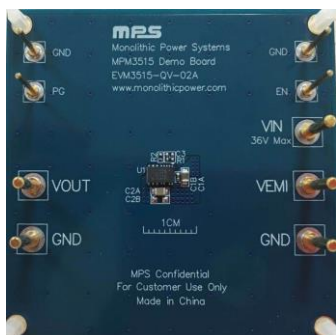 mps
Monolithic Power Systems
MPM3515 Demo Board
EVM3515-QV-02A
www.monolithicpower.com
GND
PG
VOUT
GND
GND
EN
VIN
36V Max
VEMI
GND
U1
C2A
C2B
C1B
C1A
1CM
MPS Confidential
For Customer Use Only
Made in China